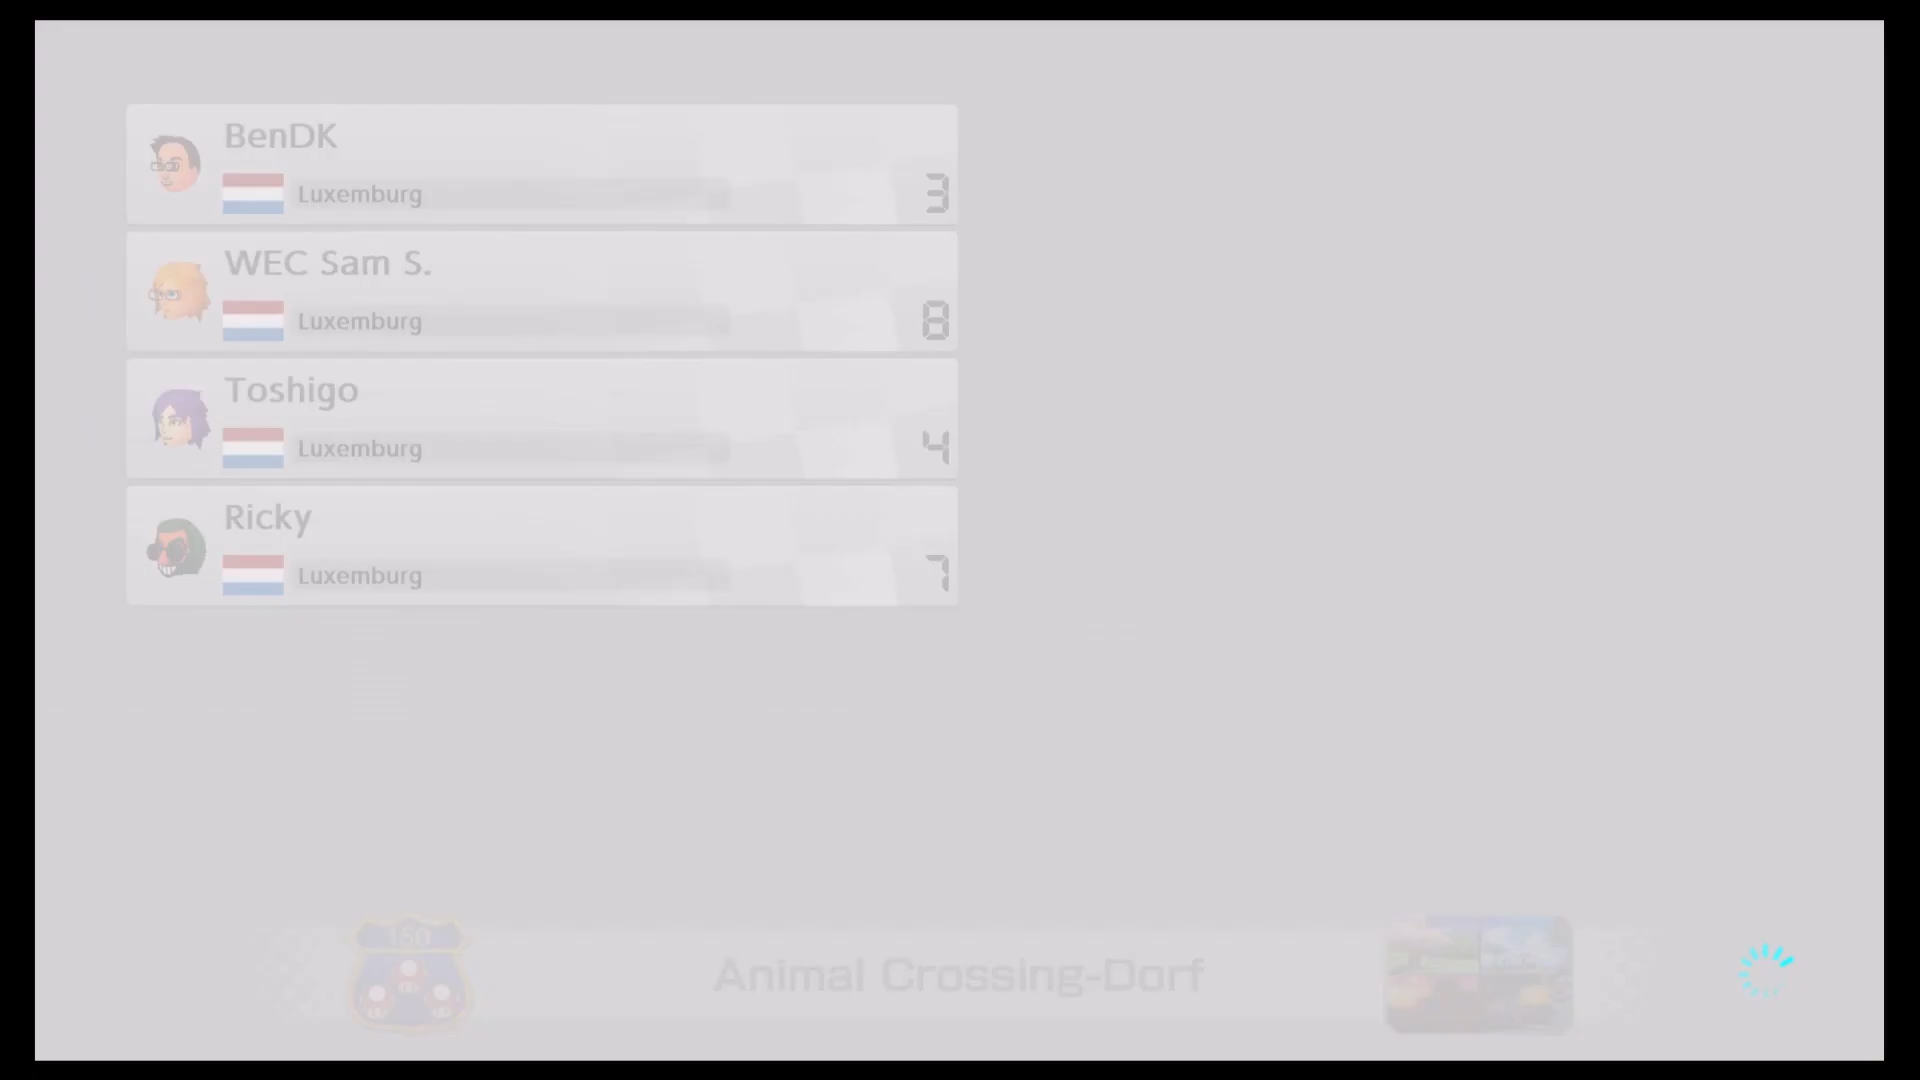 BenDK
Luxemburg
3
WEC Sam S.
Luxemburg
8
Toshigo
Luxemburg
4
Ricky
Luxemburg
7
150
Animal Crossing-Dorf